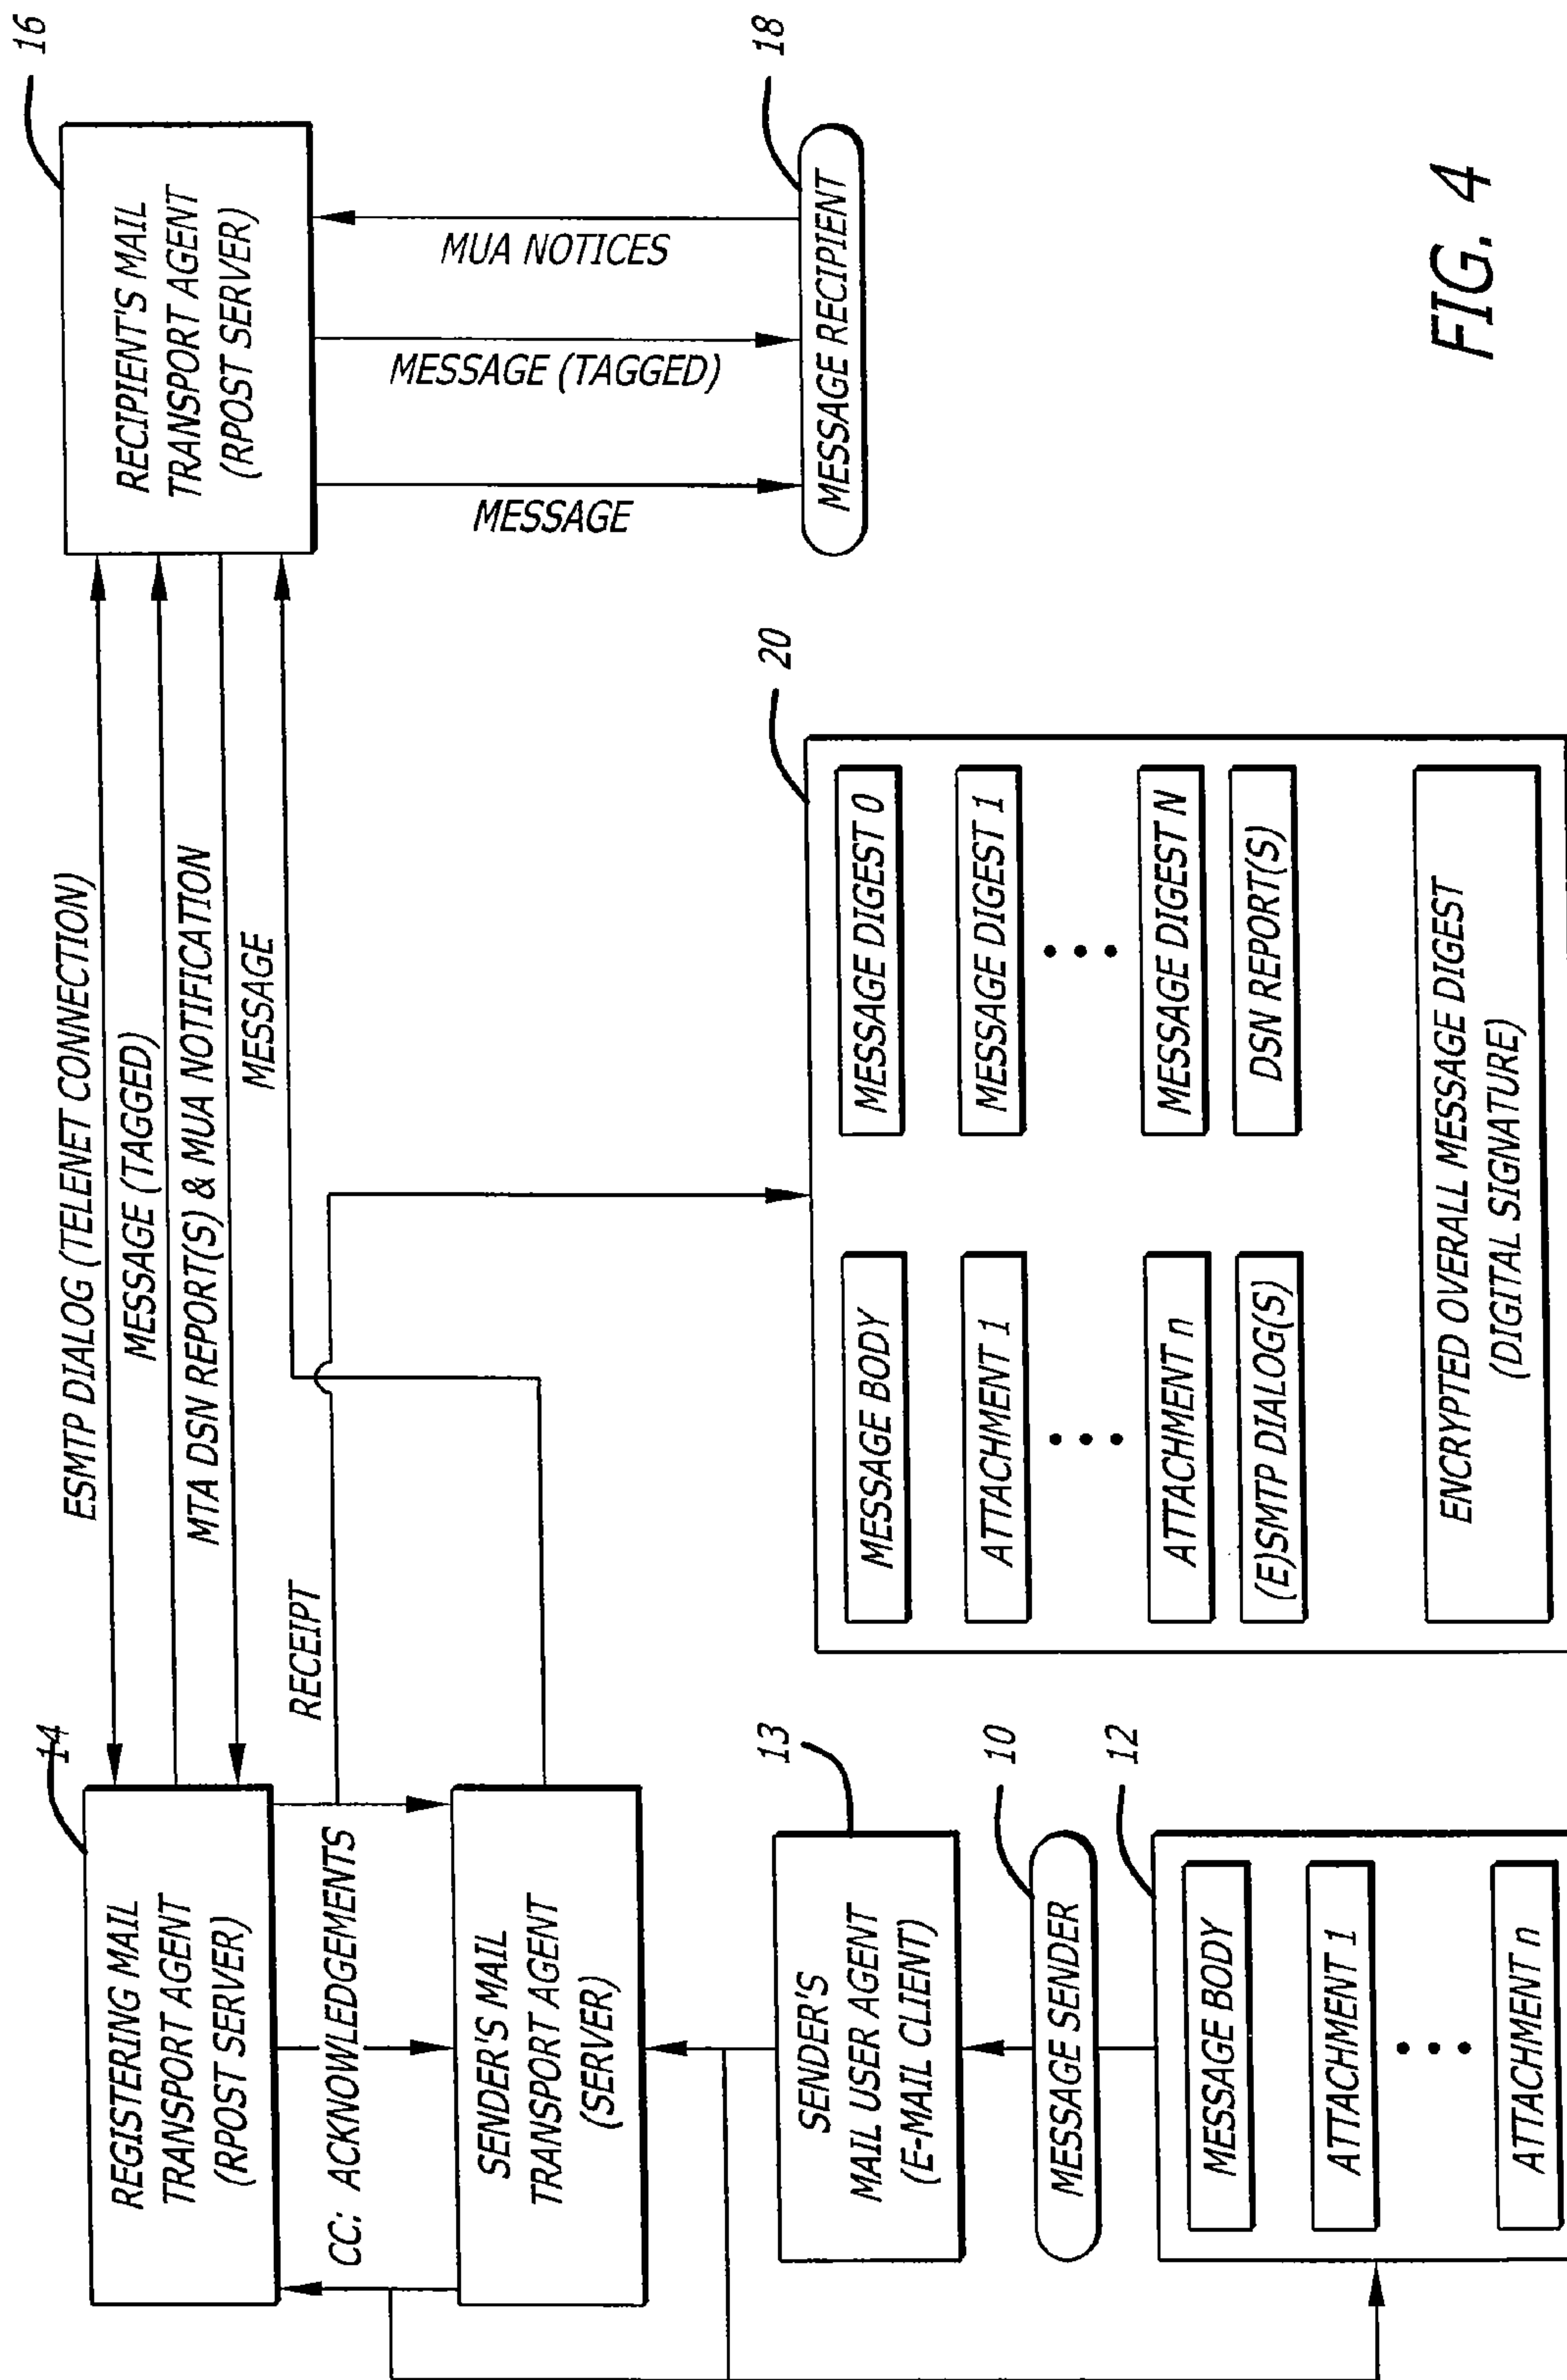 14
REGISTERING MAIL
TRANSPORT AGENT
(RPOST SERVER)
ESMTP DIALOG (TELENET CONNECTION)
MESSAGE (TAGGED)
MTA DSN REPORT(S) & MUA NOTIFICATION
MESSAGE
16
RECIPIENT'S MAIL
TRANSPORT AGENT
(RPOST SERVER)
CC:
ACKNOWLEDGEMENTS
RECEIPT
SENDER'S MAIL
TRANSPORT AGENT
(SERVER)
MESSAGE
MESSAGE (TAGGED)
MUA NOTICES
18
MESSAGE RECIPIENT
13
SENDER'S
MAIL USER AGENT
(E-MAIL CLIENT)
10
MESSAGE SENDER
12
MESSAGE BODY
ATTACHMENT 1
ATTACHMENT n
20
MESSAGE BODY
MESSAGE DIGEST 0
ATTACHMENT 1
MESSAGE DIGEST 1
ATTACHMENT n
MESSAGE DIGEST N
(E)SMTP DIALOG(S)
DSN REPORT(S)
ENCRYPTED OVERALL MESSAGE DIGEST
(DIGITAL SIGNATURE)
FIG. 4